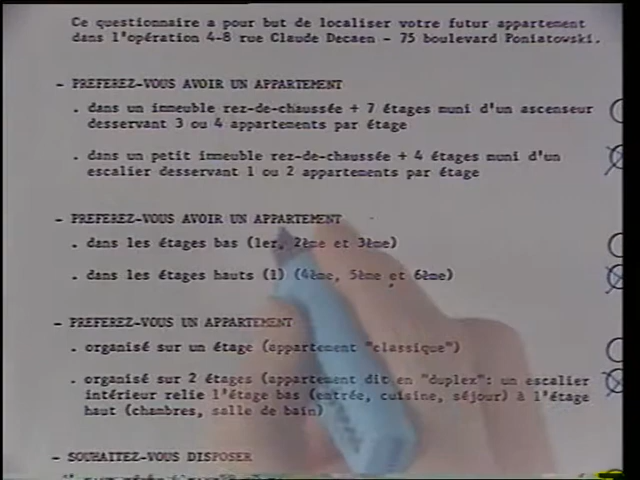 Ce questionnaire a pour but de localiser votre futur appartement
dans l'opération 4-8 rue Claude Decaen - 75 boulevard Poniatowski.
- PREFEREZ-VOUS AVOIR UN APPARTEMENT
. dans un immeuble rez-de-chaussée + 7 étages muni d'un ascenseur
desservant 3 ou 4 appartements par étage
. dans un petit immeuble rez-de-chaussée + 4 étages muni d'un
escalier desservant 1 ou 2 appartements par étage
- PREFEREZ-VOUS AVOIR UN APPARTEMENT
. dans les étages bas (1er, 2ème et 3ème)
. dans les étages hauts (1) (4ème, 5ème et 6ème)
- PREFEREZ-VOUS UN APPARTEMENT
. organisé sur un étage (appartement "classique")
. organisé sur 2 étages (appartement dit en "duplex": un escalier
intérieur relie l'étage bas (entrée, cuisine, séjour) à l'étage
haut (chambres, salle de bain)
- SOUHAITEZ-VOUS DISPOSER